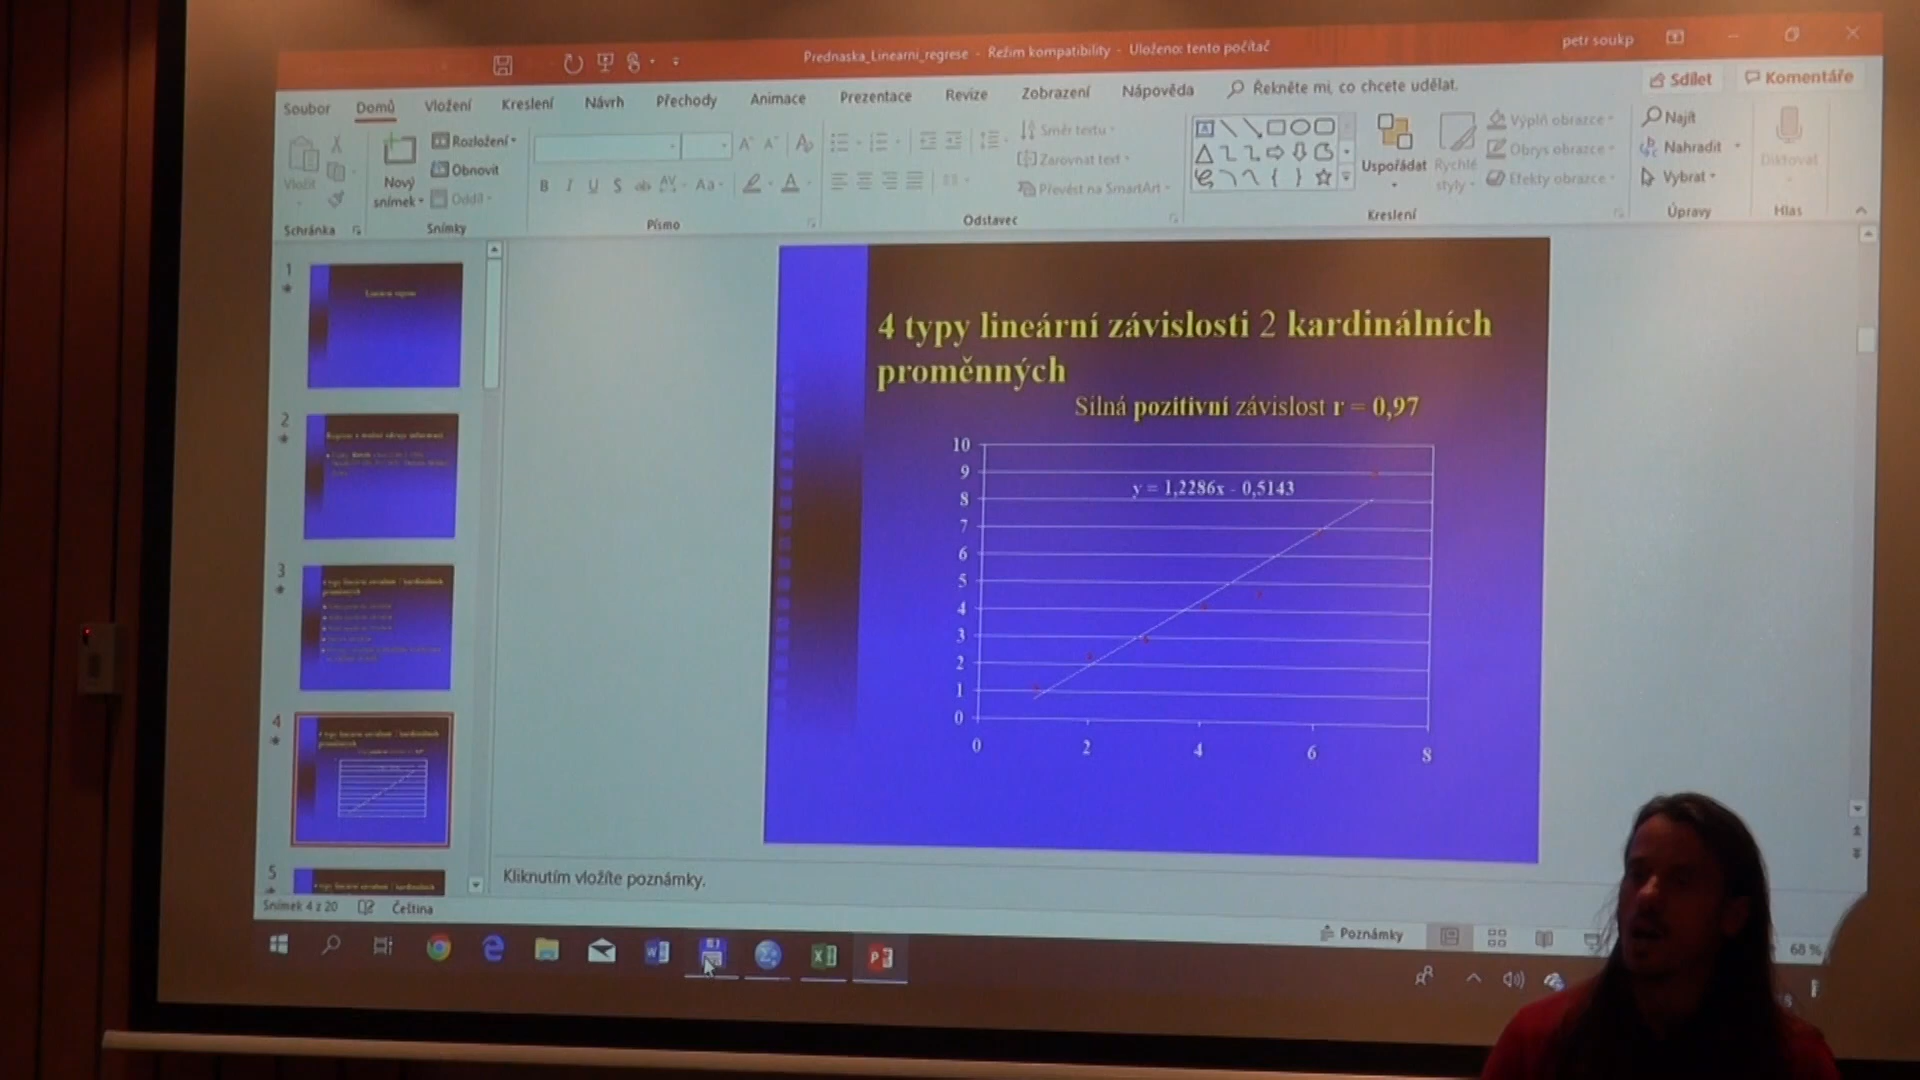 Prednaska_Linearni_regrese - Režim kompatibility - Uloženo: tento počítač
petr soukp
Soubor Domů Vložení Kreslení Návrh Přechody Animace Prezentace Revize Zobrazení Nápověda Řekněte mi, co chcete udělat.
Sdílet Komentáře
Vložit
Nový snímek
Rozložení
Obnovit
Oddíl
Směr textu
Zarovnat text
Převést na SmartArt
Uspořádat
Rychlé styly
Výplň obrazce
Obrys obrazce
Efekty obrazce
Najít
Nahradit
Vybrat
Diktovat
Schránka Snímky Písmo Odstavec Kreslení Úpravy Hlas
1
2
3
4
5
4 typy lineární závislosti 2 kardinálních
proměnných
Silná pozitivní závislost r = 0,97
y = 1,2286x - 0,5143
10
9
8
7
6
5
4
3
2
1
0
0 2 4 6 8
Kliknutím vložíte poznámky.
Snímek 4 z 20 Čeština
Poznámky
68 %